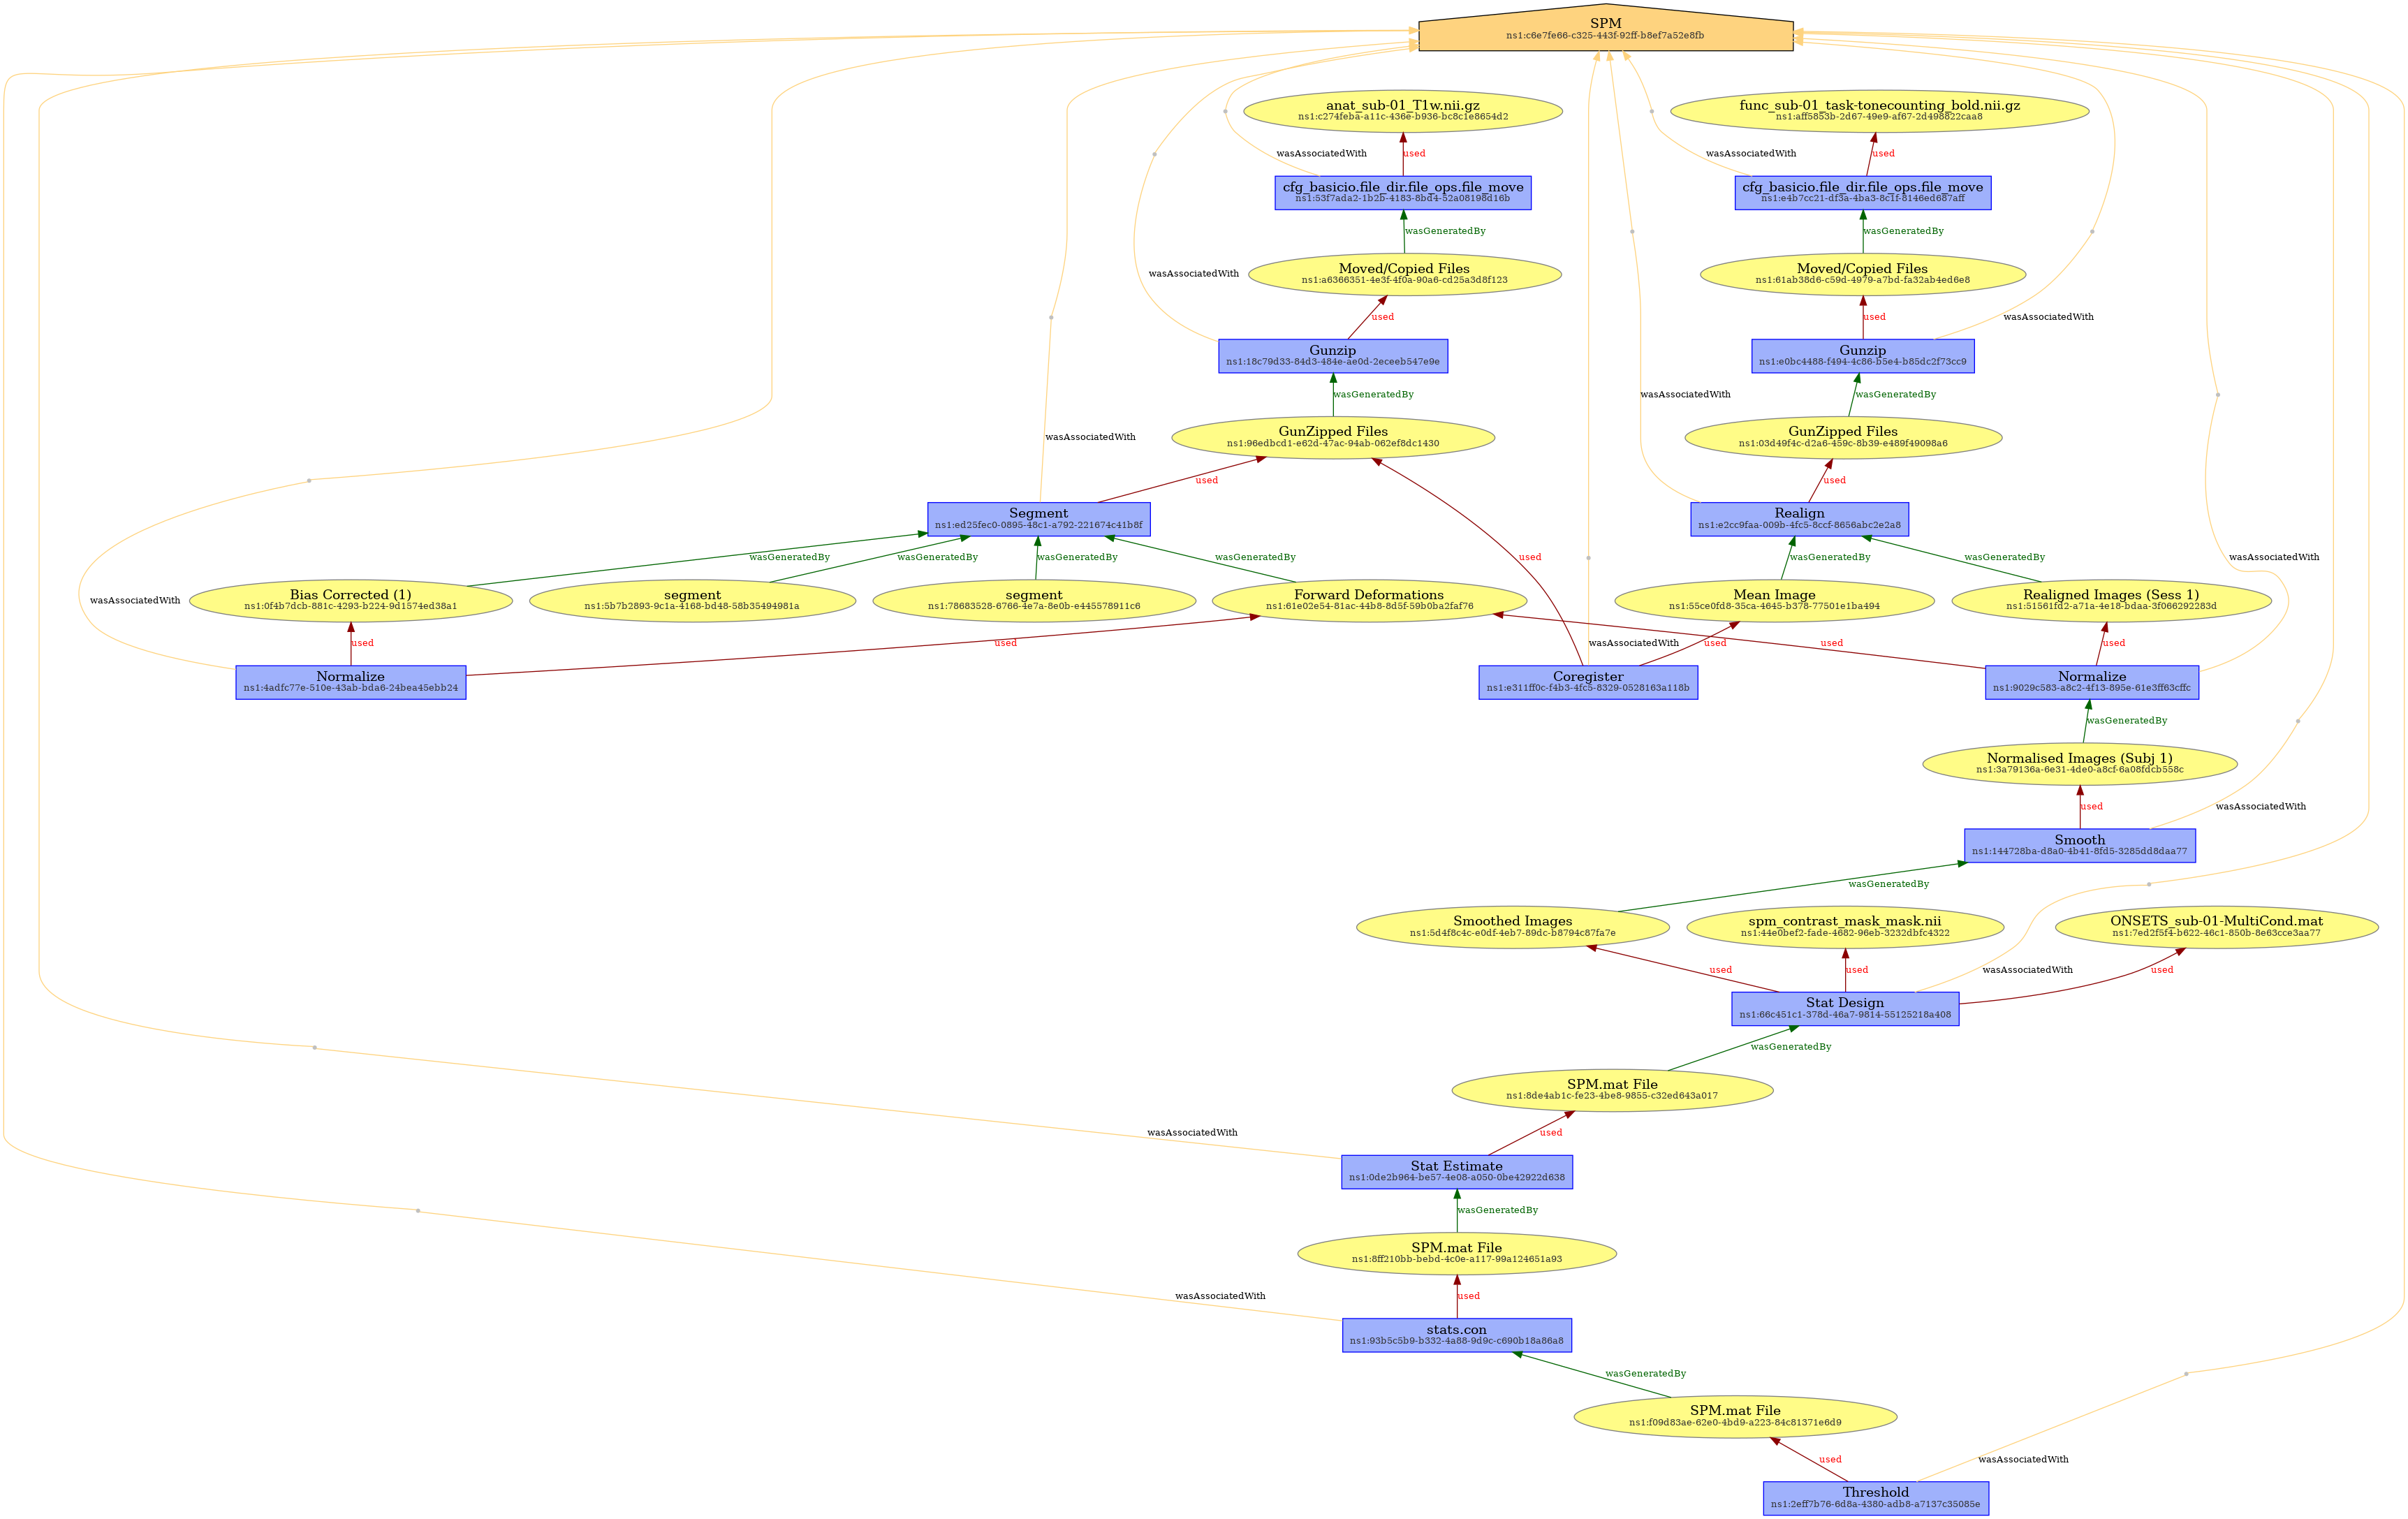 SPM
ns1:c6e7fe66-c325-443f-92ff-b8ef7a52e8fb
anat_sub-01_T1w.nii.gz
ns1:c274feba-a11c-436e-b936-bc8c1e8654d2
func_sub-01_task-tonecounting_bold.nii.gz
ns1:aff5853b-2d67-49e9-af67-2d498822caa8
wasAssociatedWith
used
wasAssociatedWith
used
cfg_basicio.file_dir.file_ops.file_move
ns1:53f7ada2-1b2b-4183-8bd4-52a08198d16b
cfg_basicio.file_dir.file_ops.file_move
ns1:e4b7cc21-df3a-4ba3-8c1f-8146ed687aff
wasGeneratedBy
wasGeneratedBy
wasAssociatedWith
Moved/Copied Files
ns1:a6366351-4e3f-4f0a-90a6-cd25a3d8f123
Moved/Copied Files
ns1:61ab38d6-c59d-4979-a7bd-fa32ab4ed6e8
used
used
wasAssociatedWith
Gunzip
ns1:18c79d33-84d3-484e-ae0d-2eceeb547e9e
Gunzip
ns1:e0bc4488-f494-4c86-b5e4-b85dc2f73cc9
wasGeneratedBy
wasAssociatedWith
wasGeneratedBy
wasAssociatedWith
GunZipped Files
ns1:96edbcd1-e62d-47ac-94ab-062ef8dc1430
GunZipped Files
ns1:03d49f4c-d2a6-459c-8b39-e489f49098a6
used
used
Segment
ns1:ed25fec0-0895-48c1-a792-221674c41b8f
Realign
ns1:e2cc9faa-009b-4fc5-8ccf-8656abc2e2a8
wasGeneratedBy
wasGeneratedBy
wasGeneratedBy
wasGeneratedBy
used
wasGeneratedBy
wasGeneratedBy
wasAssociatedWith
wasAssociatedWith
Bias Corrected (1)
ns1:0f4b7dcb-881c-4293-b224-9d1574ed38a1
segment
ns1:5b7b2893-9c1a-4168-bd48-58b35494981a
segment
ns1:78683528-6766-4e7a-8e0b-e445578911c6
Forward Deformations
ns1:61e02e54-81ac-44b8-8d5f-59b0ba2faf76
Mean Image
ns1:55ce0fd8-35ca-4645-b378-77501e1ba494
Realigned Images (Sess 1)
ns1:51561fd2-a71a-4e18-bdaa-3f066292283d
used
used
wasAssociatedWith
used
used
used
Normalize
ns1:4adfc77e-510e-43ab-bda6-24bea45ebb24
Coregister
ns1:e311ff0c-f4b3-4fc5-8329-0528163a118b
Normalize
ns1:9029c583-a8c2-4f13-895e-61e3ff63cffc
wasGeneratedBy
Normalised Images (Subj 1)
ns1:3a79136a-6e31-4de0-a8cf-6a08fdcb558c
used
wasAssociatedWith
Smooth
ns1:144728ba-d8a0-4b41-8fd5-3285dd8daa77
wasGeneratedBy
Smoothed Images
ns1:5d4f8c4c-e0df-4eb7-89dc-b8794c87fa7e
spm_contrast_mask_mask.nii
ns1:44e0bef2-fade-4682-96eb-3232dbfc4322
ONSETS_sub-01-MultiCond.mat
ns1:7ed2f5f4-b622-46c1-850b-8e63cce3aa77
used
used
wasAssociatedWith
used
Stat Design
ns1:66c451c1-378d-46a7-9814-55125218a408
wasGeneratedBy
SPM.mat File
ns1:8de4ab1c-fe23-4be8-9855-c32ed643a017
wasAssociatedWith
used
Stat Estimate
ns1:0de2b964-be57-4e08-a050-0be42922d638
wasGeneratedBy
SPM.mat File
ns1:8ff210bb-bebd-4c0e-a117-99a124651a93
wasAssociatedWith
used
stats.con
ns1:93b5c5b9-b332-4a88-9d9c-c690b18a86a8
wasGeneratedBy
SPM.mat File
ns1:f09d83ae-62e0-4bd9-a223-84c81371e6d9
used
wasAssociatedWith
Threshold
ns1:2eff7b76-6d8a-4380-adb8-a7137c35085e